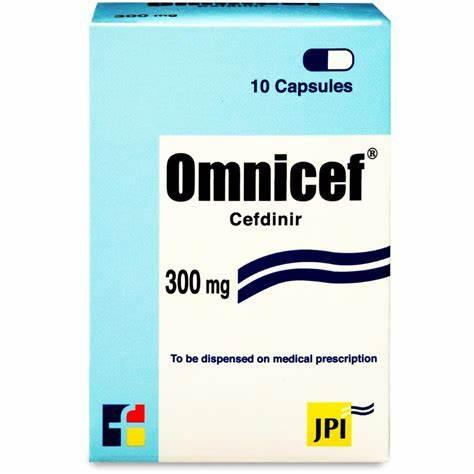 10 Capsules
Omnicef®
Cefdinir
300 mg
To be dispensed on medical prescription
JPI